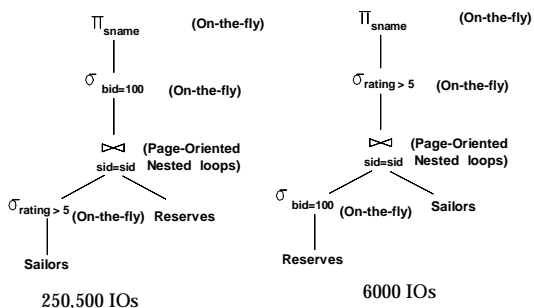 π sname (On-the-fly)
σ bid=100 (On-the-fly)
⋈ sid=sid (Page-Oriented Nested loops)
σ rating > 5 (On-the-fly) Reserves
Sailors
250,500 IOs
π sname (On-the-fly)
σ rating > 5 (On-the-fly)
⋈ sid=sid (Page-Oriented Nested loops)
σ bid=100 (On-the-fly) Sailors
Reserves
6000 IOs